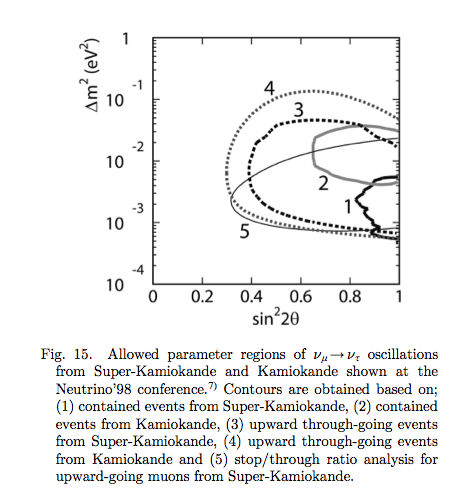 Δm² (eV²)
1
10 -1
4
3
10 -2
2
1
10 -3
5
10 -4
0 0.2 0.4 0.6 0.8 1
sin²2θ
Fig. 15. Allowed parameter regions of νμ→ντ oscillations
from Super-Kamiokande and Kamiokande shown at the
Neutrino'98 conference.⁷⁾ Contours are obtained based on;
(1) contained events from Super-Kamiokande, (2) contained
events from Kamiokande, (3) upward through-going events
from Super-Kamiokande, (4) upward through-going events
from Kamiokande and (5) stop/through ratio analysis for
upward-going muons from Super-Kamiokande.